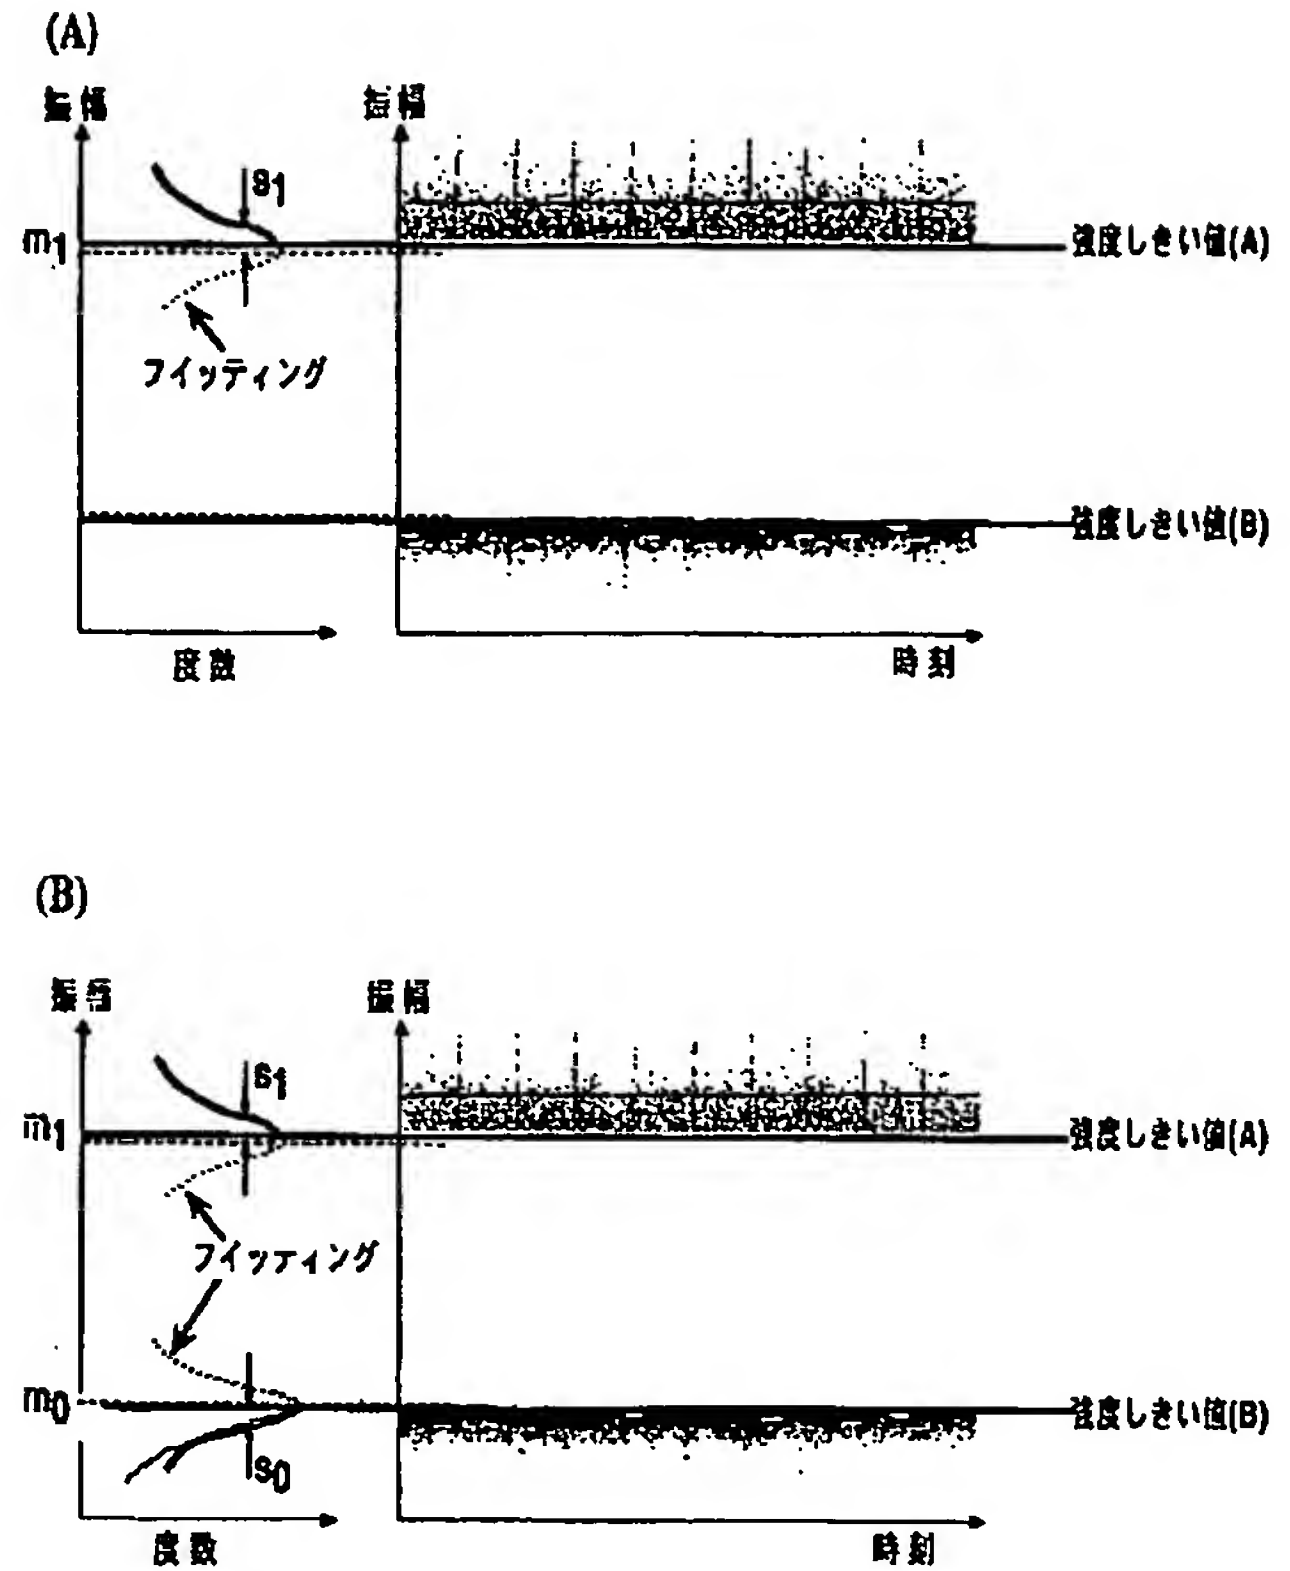 (A)
振幅
振幅
s1
m1
強度しきい値(A)
フイッティング
強度しきい値(B)
度数
時刻
(B)
振幅
振幅
s1
m1
強度しきい値(A)
フイッティング
m0
強度しきい値(B)
s0
度数
時刻